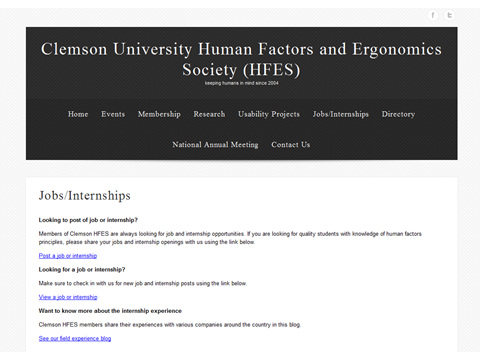 Clemson University Human Factors and Ergonomics
Society (HFES)
keeping humans in mind since 2004
Home Events Membership Research Usability Projects Jobs/Internships Directory
National Annual Meeting Contact Us
Jobs/Internships
Looking to post of job or internship?
Members of Clemson HFES are always looking for job and internship opportunities. If you are looking for quality students with knowledge of human factors
principles, please share your jobs and internship openings with us using the link below.
Post a job or internship
Looking for a job or internship?
Make sure to check in with us for new job and internship posts using the link below.
View a job or internship
Want to know more about the internship experience
Clemson HFES members share their experiences with various companies around the country in this blog.
See our field experience blog